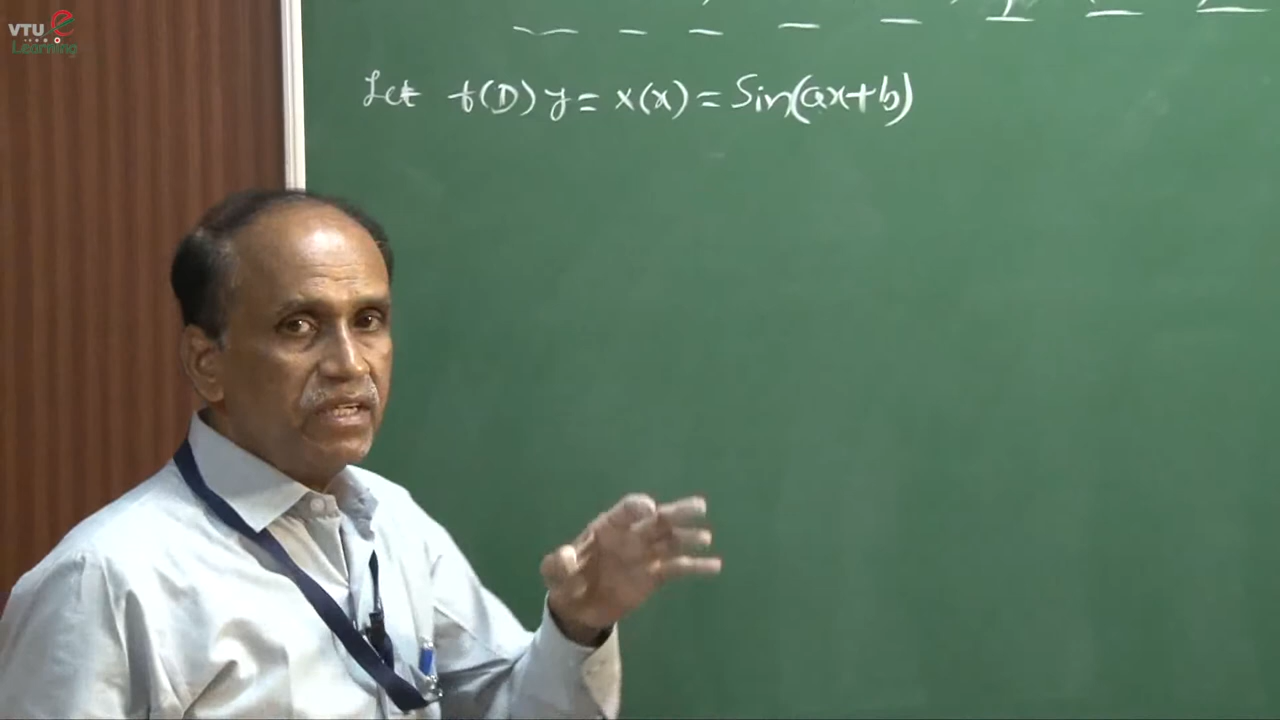 VTU e
Learning
Let f(D) y = x(x) = Sin(ax+b)